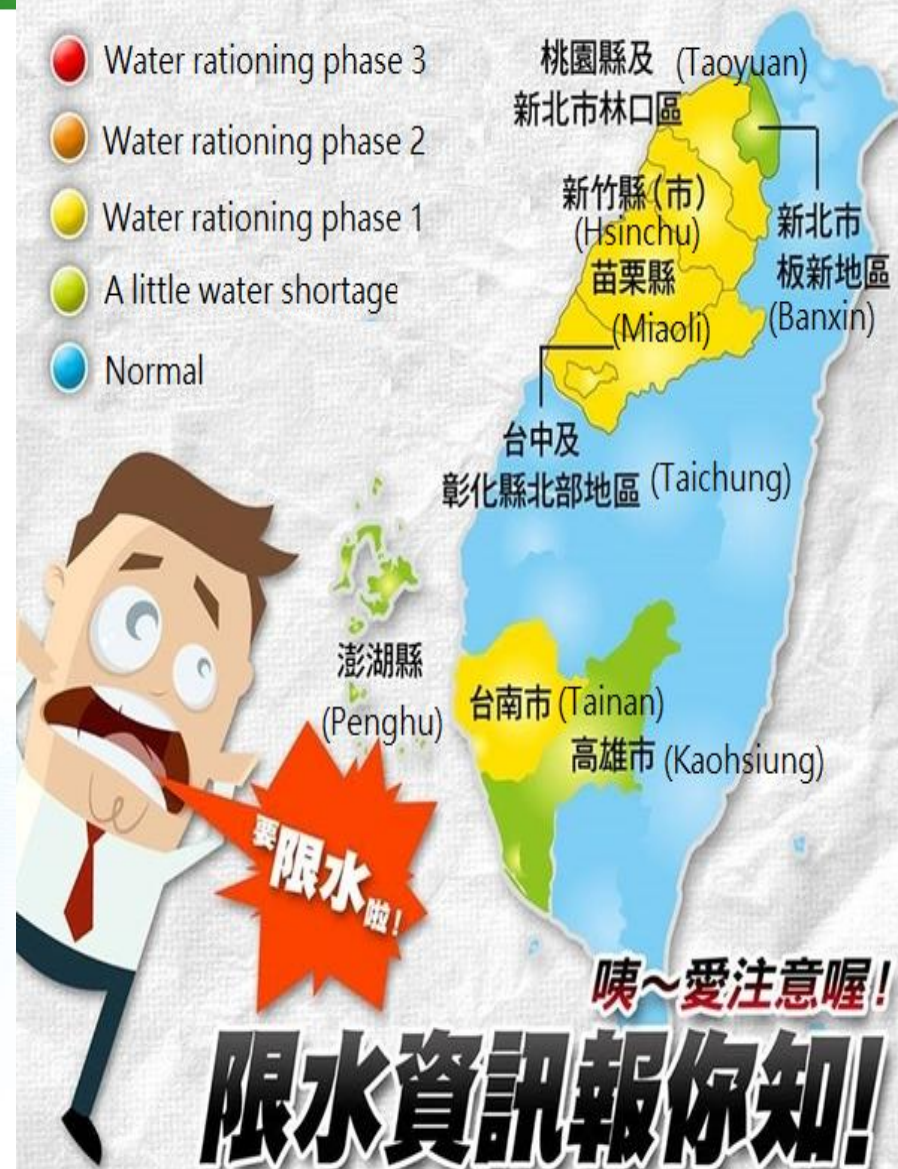 Water rationing phase 3
Water rationing phase 2
Water rationing phase 1
A little water shortage
Normal
桃園縣及 (Taoyuan)
新北市林口區
新竹縣(市)
(Hsinchu)
苗栗縣
(Miaoli)
新北市
板新地區
(Banxin)
台中及
彰化縣北部地區 (Taichung)
澎湖縣
(Penghu)
台南市 (Tainan)
高雄市 (Kaohsiung)
要限水啦!
咦~愛注意喔!
限水資訊報你知!